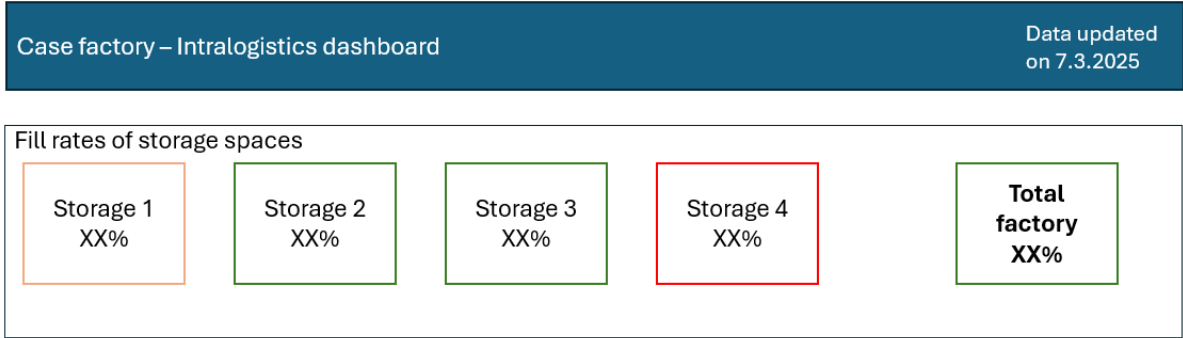 Case factory – Intralogistics dashboard
Data updated
on 7.3.2025
Fill rates of storage spaces
Storage 1
XX%
Storage 2
XX%
Storage 3
XX%
Storage 4
XX%
Total
factory
XX%